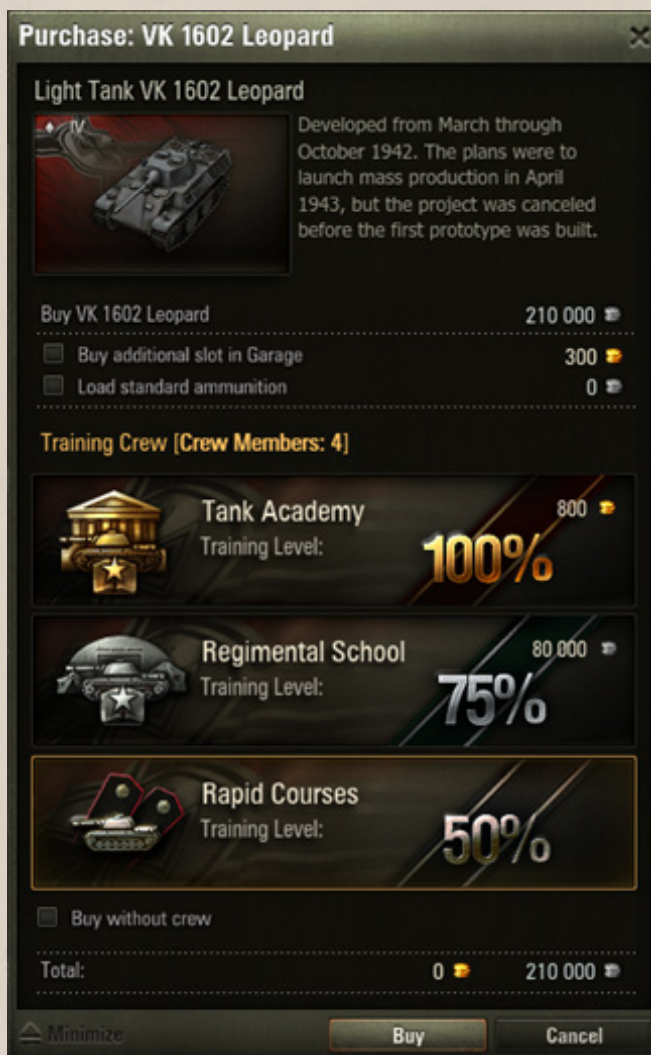 Purchase: VK 1602 Leopard
Light Tank VK 1602 Leopard
IV
Developed from March through
October 1942. The plans were to
launch mass production in April
1943, but the project was canceled
before the first prototype was built.
Buy VK 1602 Leopard 210 000
Buy additional slot in Garage 300
Load standard ammunition 0
Training Crew [Crew Members: 4]
Tank Academy 800
Training Level: 100%
Regimental School 80 000
Training Level: 75%
Rapid Courses
Training Level: 50%
Buy without crew
Total: 0 210 000
Minimize Buy Cancel